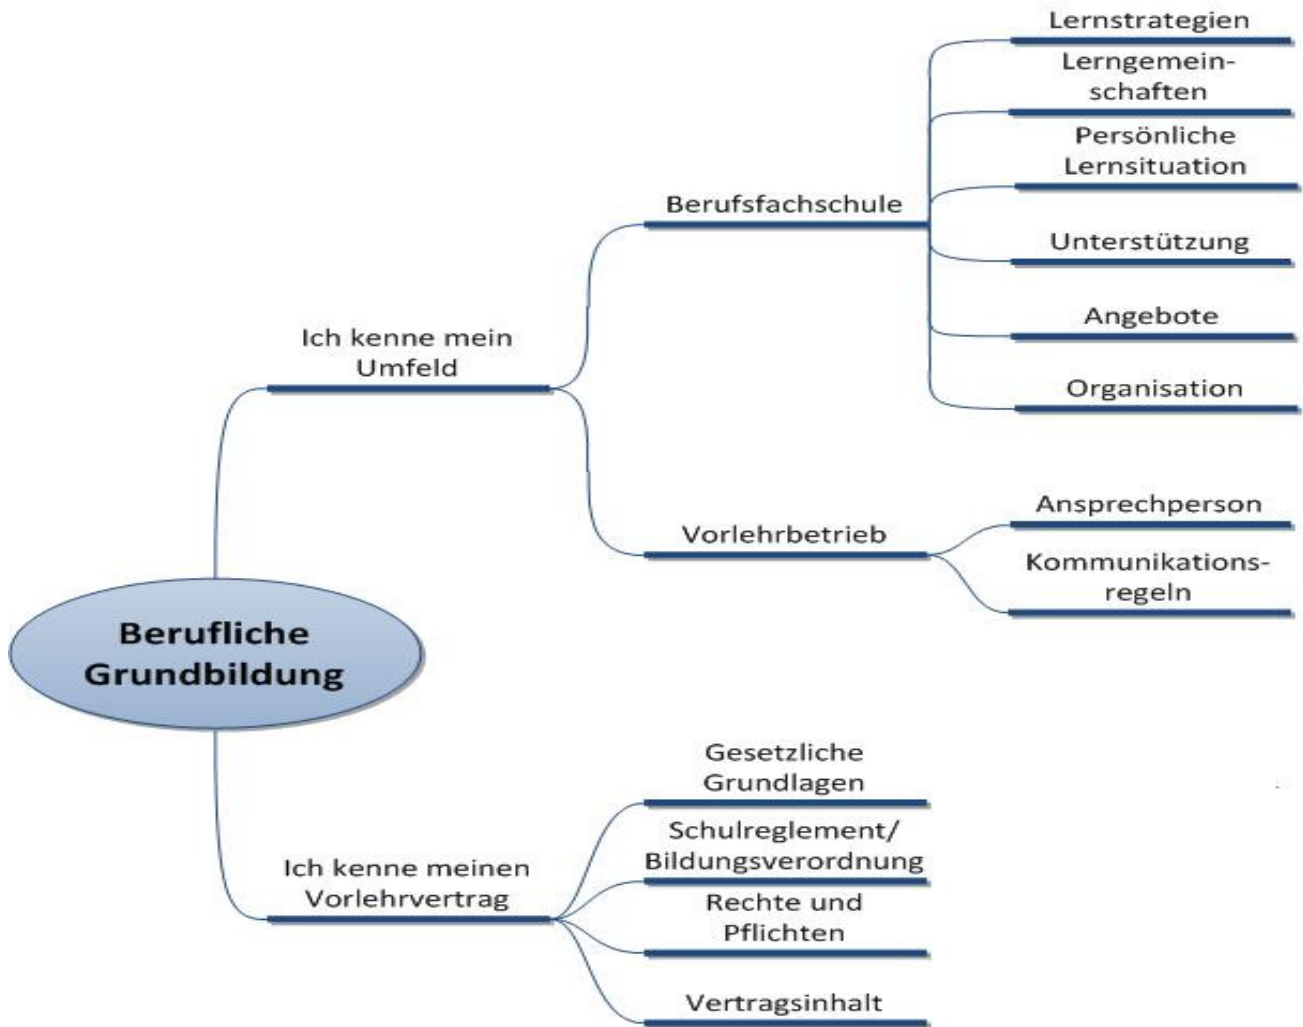 Lernstrategien
Lerngemein-
schaften
Persönliche
Lernsituation
Berufsfachschule
Unterstützung
Angebote
Ich kenne mein
Umfeld
Organisation
Ansprechperson
Vorlehrbetrieb
Kommunikations-
regeln
Berufliche
Grundbildung
Gesetzliche
Grundlagen
Schulreglement/
Bildungsverordnung
Ich kenne meinen
Vorlehrvertrag
Rechte und
Pflichten
Vertragsinhalt